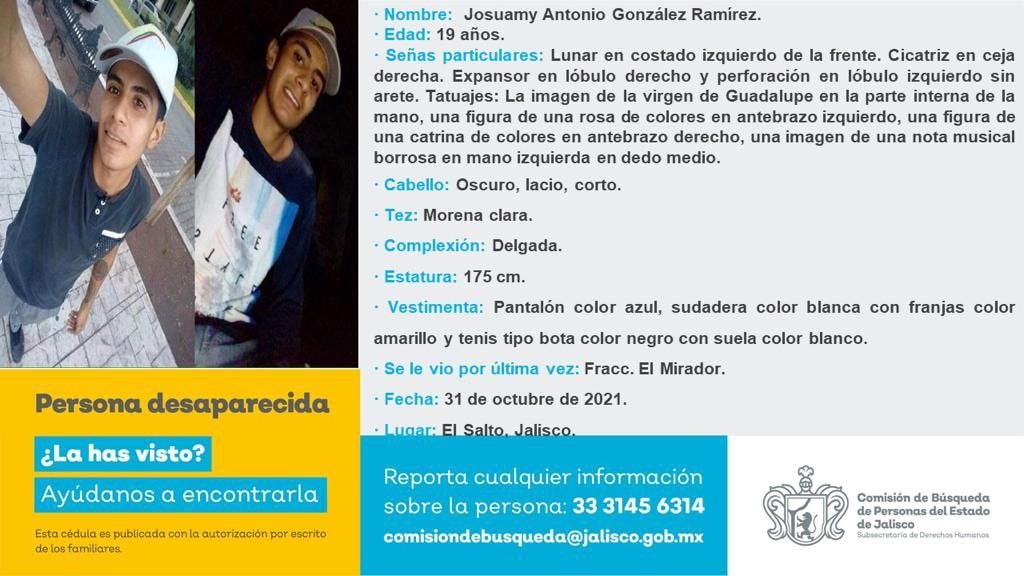 · Nombre: Josuamy Antonio González Ramírez.
· Edad: 19 años.
· Señas particulares: Lunar en costado izquierdo de la frente. Cicatriz en ceja
derecha. Expansor en lóbulo derecho y perforación en lóbulo izquierdo sin
arete. Tatuajes: La imagen de la virgen de Guadalupe en la parte interna de la
mano, una figura de una rosa de colores en antebrazo izquierdo, una figura de
una catrina de colores en antebrazo derecho, una imagen de una nota musical
borrosa en mano izquierda en dedo medio.
· Cabello: Oscuro, lacio, corto.
· Tez: Morena clara.
· Complexión: Delgada.
· Estatura: 175 cm.
· Vestimenta: Pantalón color azul, sudadera color blanca con franjas color
amarillo y tenis tipo bota color negro con suela color blanco.
· Se le vio por última vez: Fracc. El Mirador.
· Fecha: 31 de octubre de 2021.
· Lugar: El Salto, Jalisco.
Persona desaparecida
¿La has visto?
Ayúdanos a encontrarla
Esta cédula es publicada con la autorización por escrito
de los familiares.
Reporta cualquier información
sobre la persona: 33 3145 6314
comisiondebusqueda@jalisco.gob.mx
Comisión de Búsqueda
de Personas del Estado
de Jalisco
Subsecretaría de Derechos Humanos